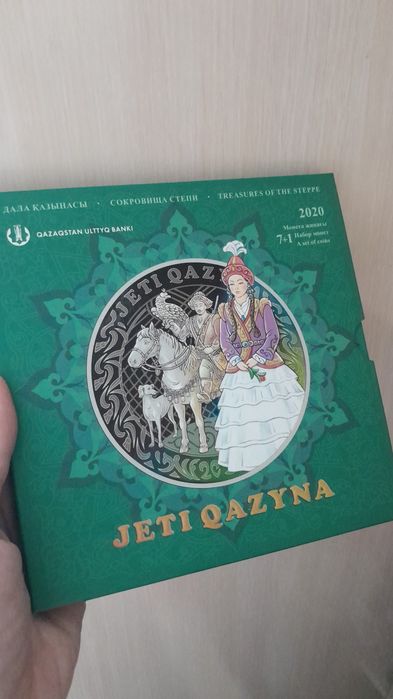 ДАЛА ҚАЗЫНАСЫ · СОКРОВИЩА СТЕПИ · TREASURES OF THE STEPPE
QAZAQSTAN ULTTYQ BANKI
2020
Монета жинағы
7+1 Набор монет
A set of coins
JETI QAZY
JETI QAZYNA